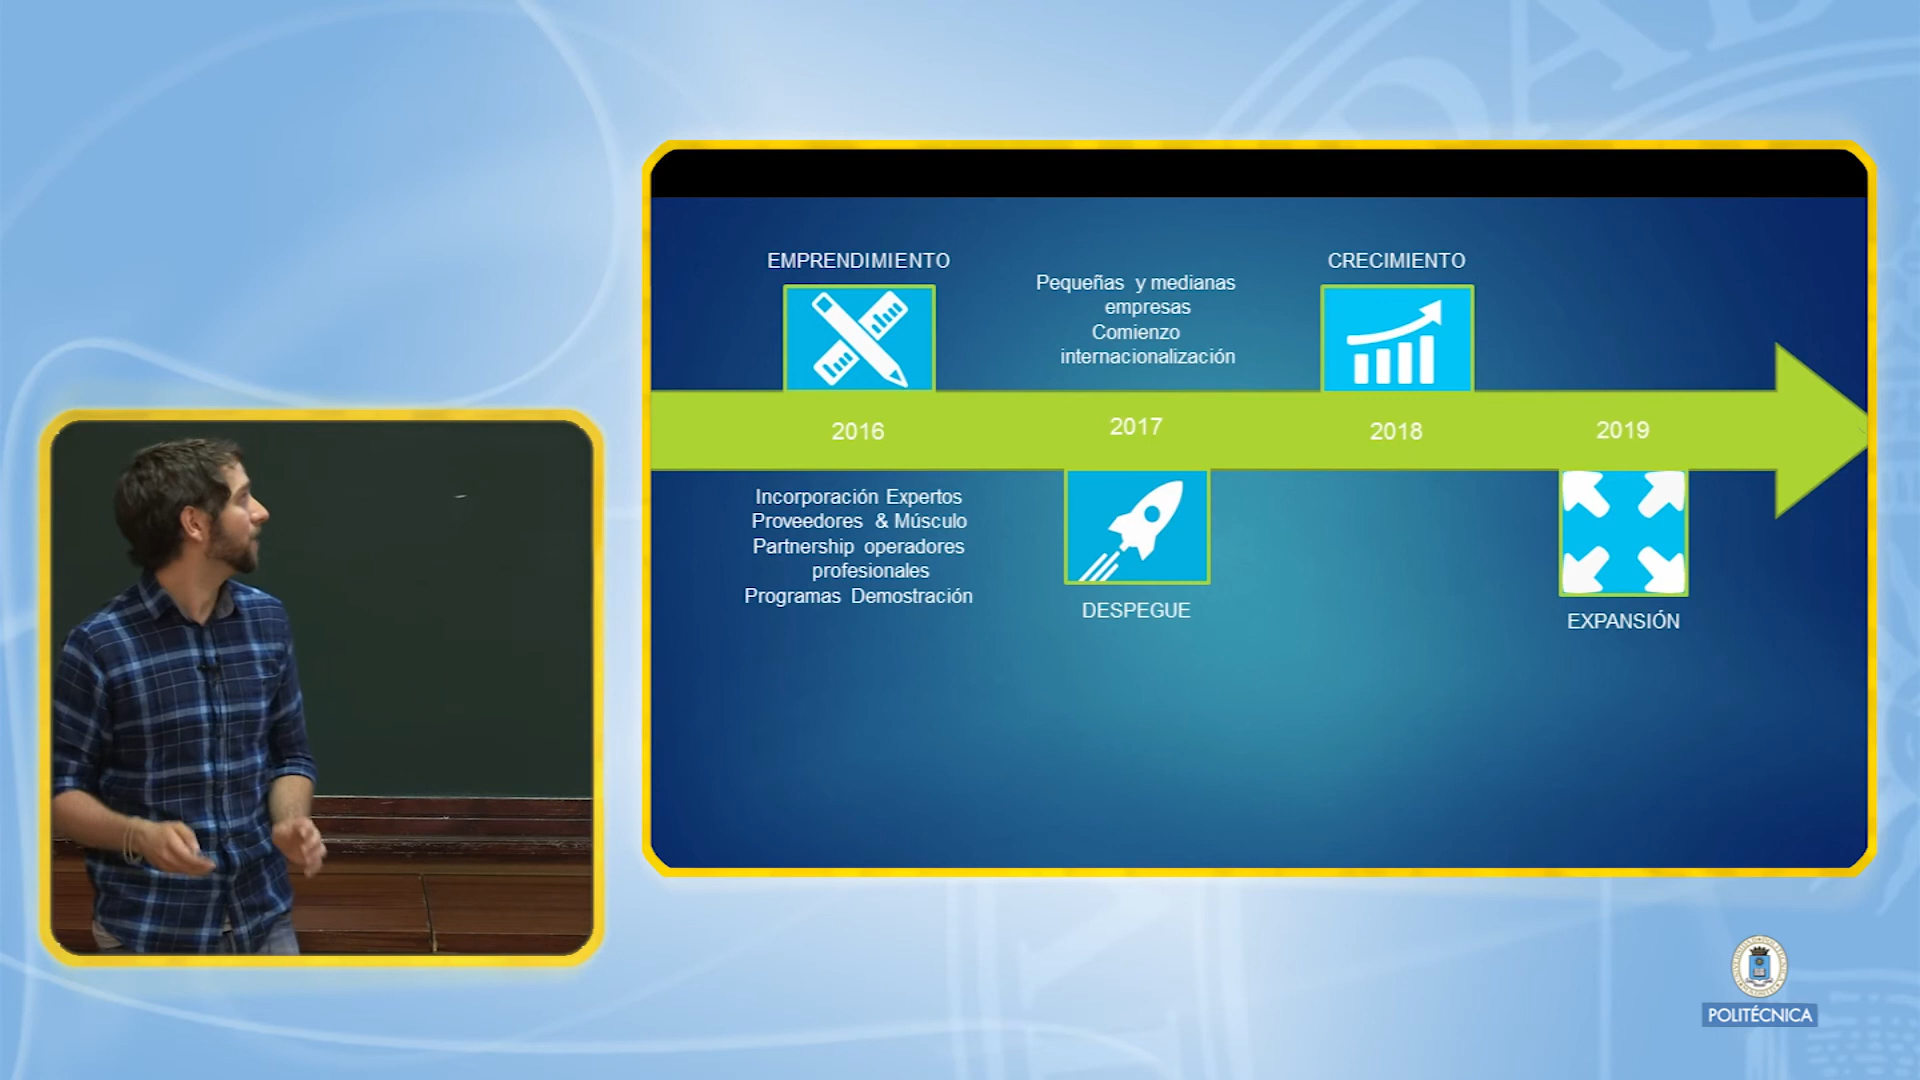 EMPRENDIMIENTO
Pequeñas y medianas
empresas
Comienzo
internacionalización
CRECIMIENTO
2016
2017
2018
2019
Incorporación Expertos
Proveedores & Músculo
Partnership operadores
profesionales
Programas Demostración
DESPEGUE
EXPANSIÓN
POLITÉCNICA